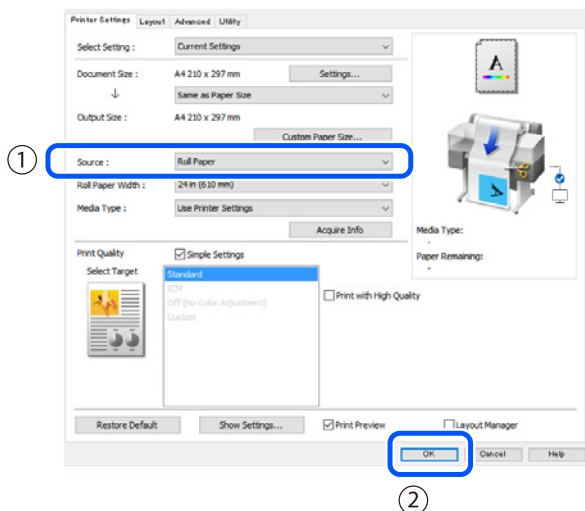 Printer Settings Layout Advanced Utility
Select Setting : Current Settings
Document Size : A4 210 x 297 mm Settings...
↓ Same as Paper Size
Output Size : A4 210 x 297 mm
Custom Paper Size...
① Source : Roll Paper
Roll Paper Width : 24 in (610 mm)
Media Type : Use Printer Settings
Acquire Info
Print Quality Simple Settings
Select Target
Standard
ICM
Off (No Color Adjustment)
Custom
Print with High Quality
A
A
Media Type:
-
Paper Remaining:
-
Restore Default Show Settings... Print Preview Layout Manager
OK Cancel Help
②